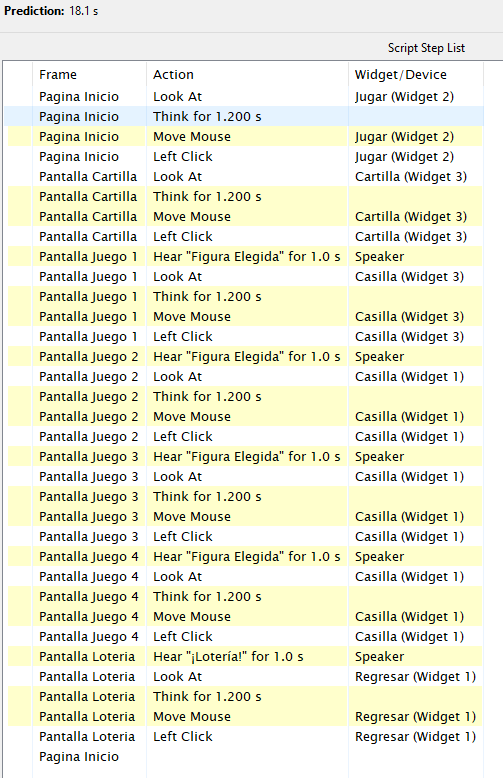 Prediction: 18.1 s
Script Step List
Frame Action Widget/Device
Pagina Inicio Look At Jugar (Widget 2)
Pagina Inicio Think for 1.200 s
Pagina Inicio Move Mouse Jugar (Widget 2)
Pagina Inicio Left Click Jugar (Widget 2)
Pantalla Cartilla Look At Cartilla (Widget 3)
Pantalla Cartilla Think for 1.200 s
Pantalla Cartilla Move Mouse Cartilla (Widget 3)
Pantalla Cartilla Left Click Cartilla (Widget 3)
Pantalla Juego 1 Hear "Figura Elegida" for 1.0 s Speaker
Pantalla Juego 1 Look At Casilla (Widget 3)
Pantalla Juego 1 Think for 1.200 s
Pantalla Juego 1 Move Mouse Casilla (Widget 3)
Pantalla Juego 1 Left Click Casilla (Widget 3)
Pantalla Juego 2 Hear "Figura Elegida" for 1.0 s Speaker
Pantalla Juego 2 Look At Casilla (Widget 1)
Pantalla Juego 2 Think for 1.200 s
Pantalla Juego 2 Move Mouse Casilla (Widget 1)
Pantalla Juego 2 Left Click Casilla (Widget 1)
Pantalla Juego 3 Hear "Figura Elegida" for 1.0 s Speaker
Pantalla Juego 3 Look At Casilla (Widget 1)
Pantalla Juego 3 Think for 1.200 s
Pantalla Juego 3 Move Mouse Casilla (Widget 1)
Pantalla Juego 3 Left Click Casilla (Widget 1)
Pantalla Juego 4 Hear "Figura Elegida" for 1.0 s Speaker
Pantalla Juego 4 Look At Casilla (Widget 1)
Pantalla Juego 4 Think for 1.200 s
Pantalla Juego 4 Move Mouse Casilla (Widget 1)
Pantalla Juego 4 Left Click Casilla (Widget 1)
Pantalla Loteria Hear "¡Lotería!" for 1.0 s Speaker
Pantalla Loteria Look At Regresar (Widget 1)
Pantalla Loteria Think for 1.200 s
Pantalla Loteria Move Mouse Regresar (Widget 1)
Pantalla Loteria Left Click Regresar (Widget 1)
Pagina Inicio